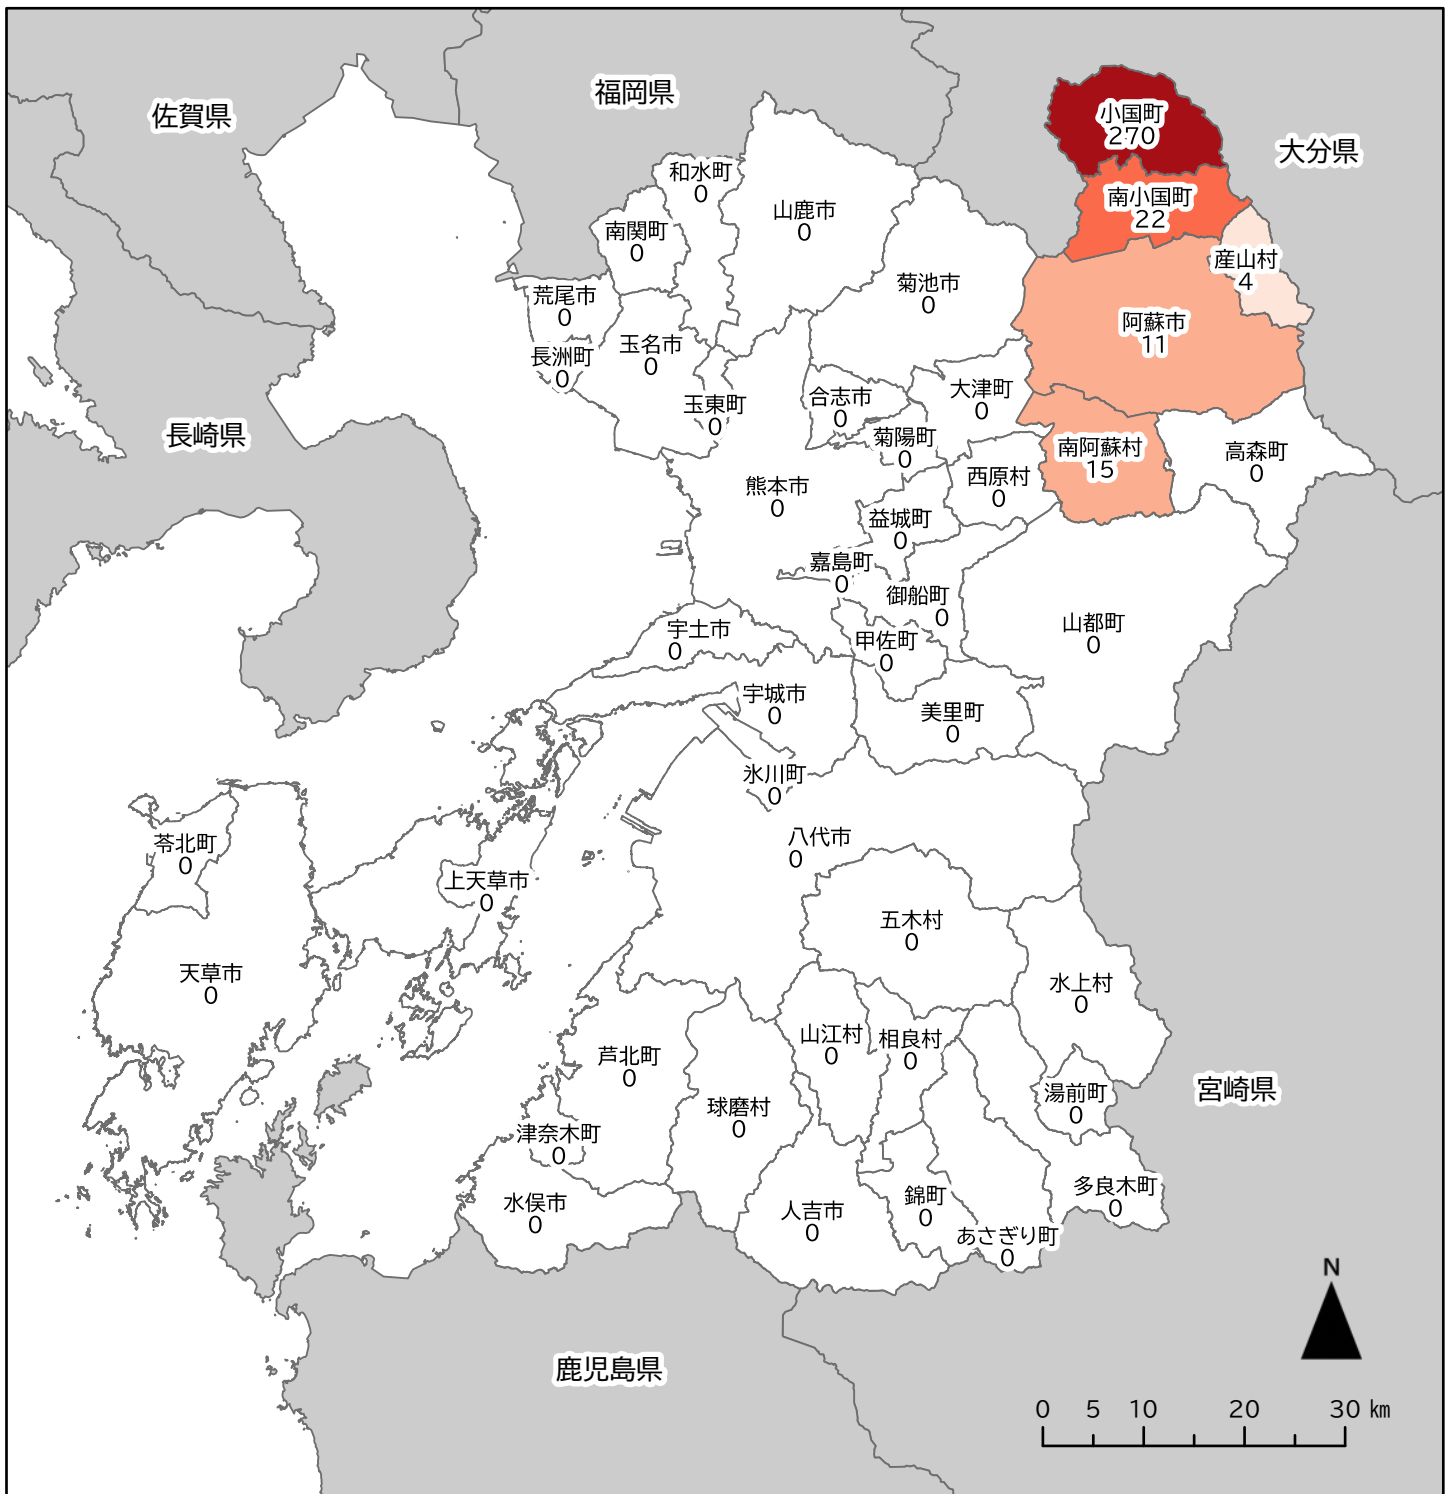 佐賀県
福岡県
大分県
長崎県
宮崎県
鹿児島県
小国町
270
南小国町
22
産山村
4
阿蘇市
11
南阿蘇村
15
高森町
0
和水町
0
南関町
0
山鹿市
0
菊池市
0
荒尾市
0
長洲町
0
玉名市
0
玉東町
0
合志市
0
大津町
0
菊陽町
0
西原村
0
熊本市
0
益城町
0
嘉島町
0
御船町
0
山都町
0
宇土市
0
甲佐町
0
宇城市
0
美里町
0
氷川町
0
八代市
0
苓北町
0
上天草市
0
天草市
0
五木村
0
水上村
0
山江村
0
相良村
0
芦北町
0
球磨村
0
湯前町
0
津奈木町
0
水俣市
0
人吉市
0
錦町
0
あさぎり町
0
多良木町
0
N
0 5 10 20 30 ㎞